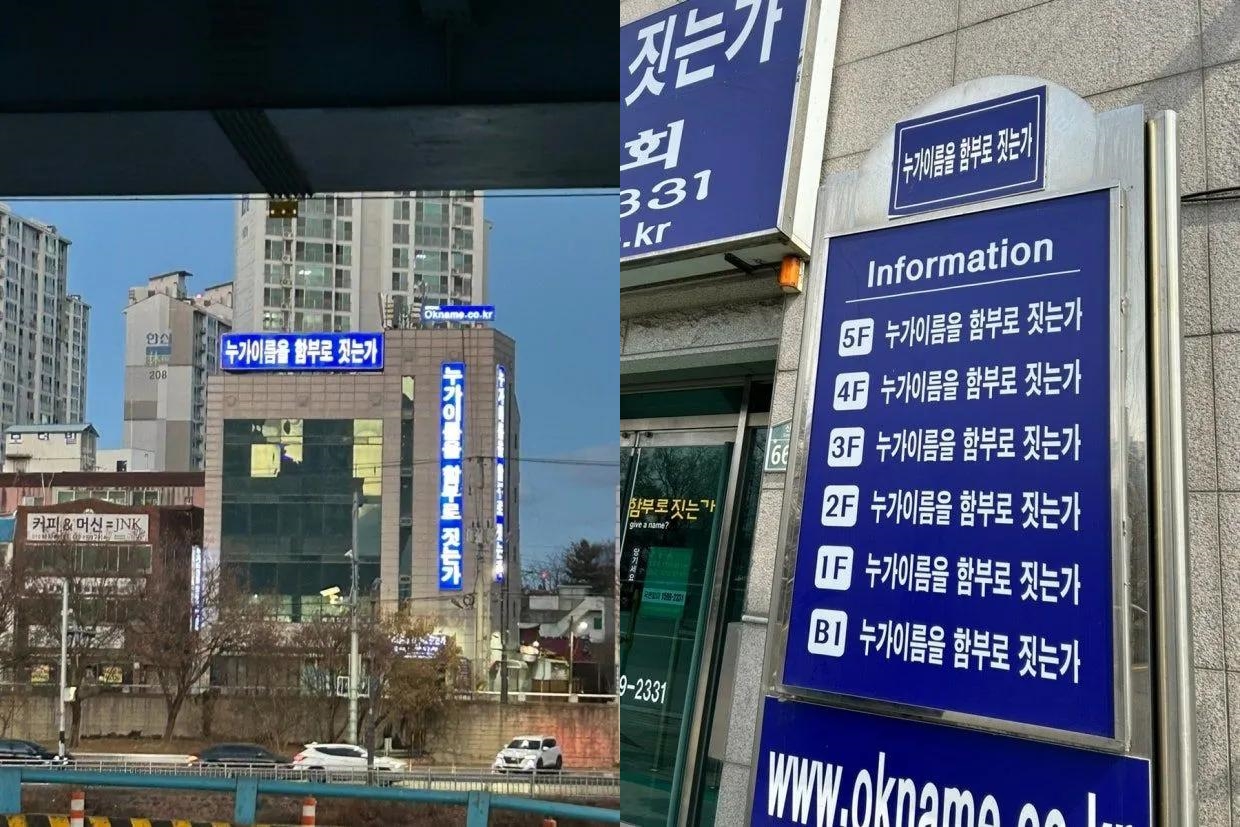 Okname.co.kr
누가이름을 함부로 짓는가
누가이름을 함부로 짓는가
208
커피 & 머신 = JNK
짓는가
회
331
.kr
누가이름을 함부로 짓는가
Information
5F 누가이름을 함부로 짓는가
4F 누가이름을 함부로 짓는가
3F 누가이름을 함부로 짓는가
2F 누가이름을 함부로 짓는가
1F 누가이름을 함부로 짓는가
B1 누가이름을 함부로 짓는가
66
함부로 짓는가
give a name?
당기세요
9-2331
www.okname.co.kr